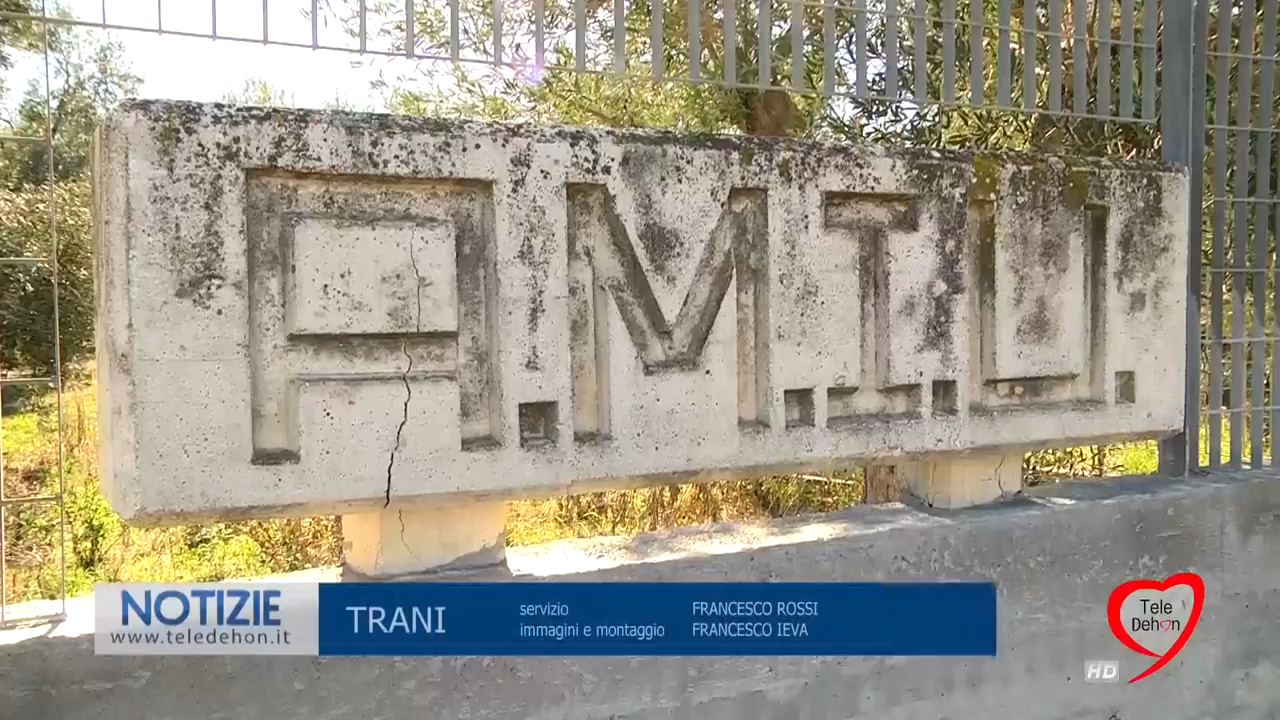 A.M.I.U.
NOTIZIE
www.teledehon.it
TRANI
servizio
FRANCESCO ROSSI
immagini e montaggio
FRANCESCO IEVA
Tele
Dehon
HD